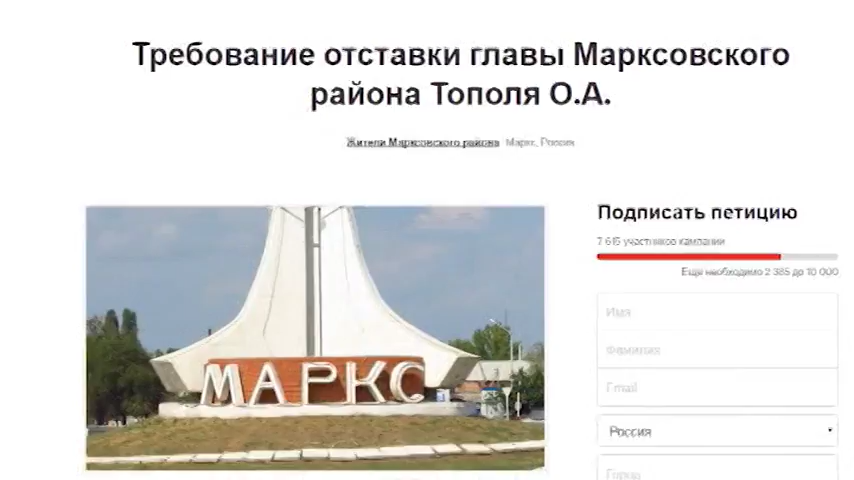 Требование отставки главы Марксовского
района Тополя О.А.
Жители Марксовского района Маркс, Россия
МАРКС
Подписать петицию
7 615 участников кампании
Еще необходимо 2 385 до 10 000
Имя
Фамилия
Email
Россия
Город